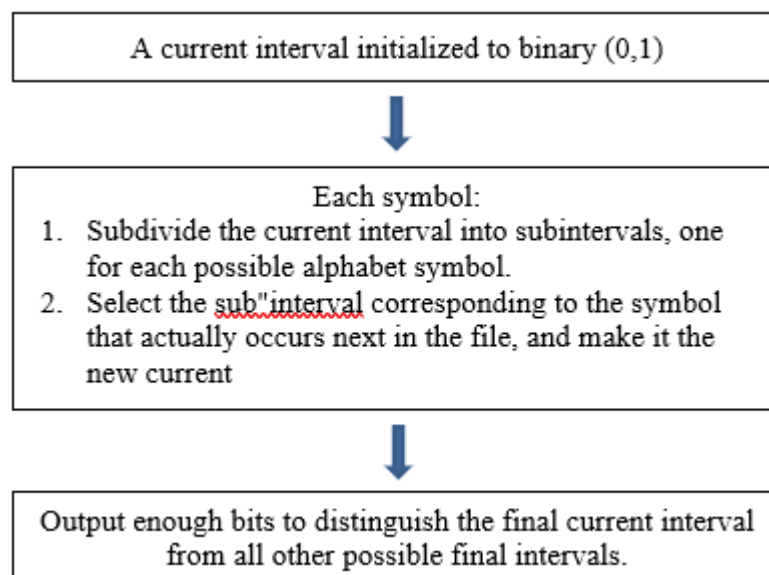 A current interval initialized to binary (0,1)
Each symbol:
1. Subdivide the current interval into subintervals, one
for each possible alphabet symbol.
2. Select the sub"interval corresponding to the symbol
that actually occurs next in the file, and make it the
new current
Output enough bits to distinguish the final current interval
from all other possible final intervals.